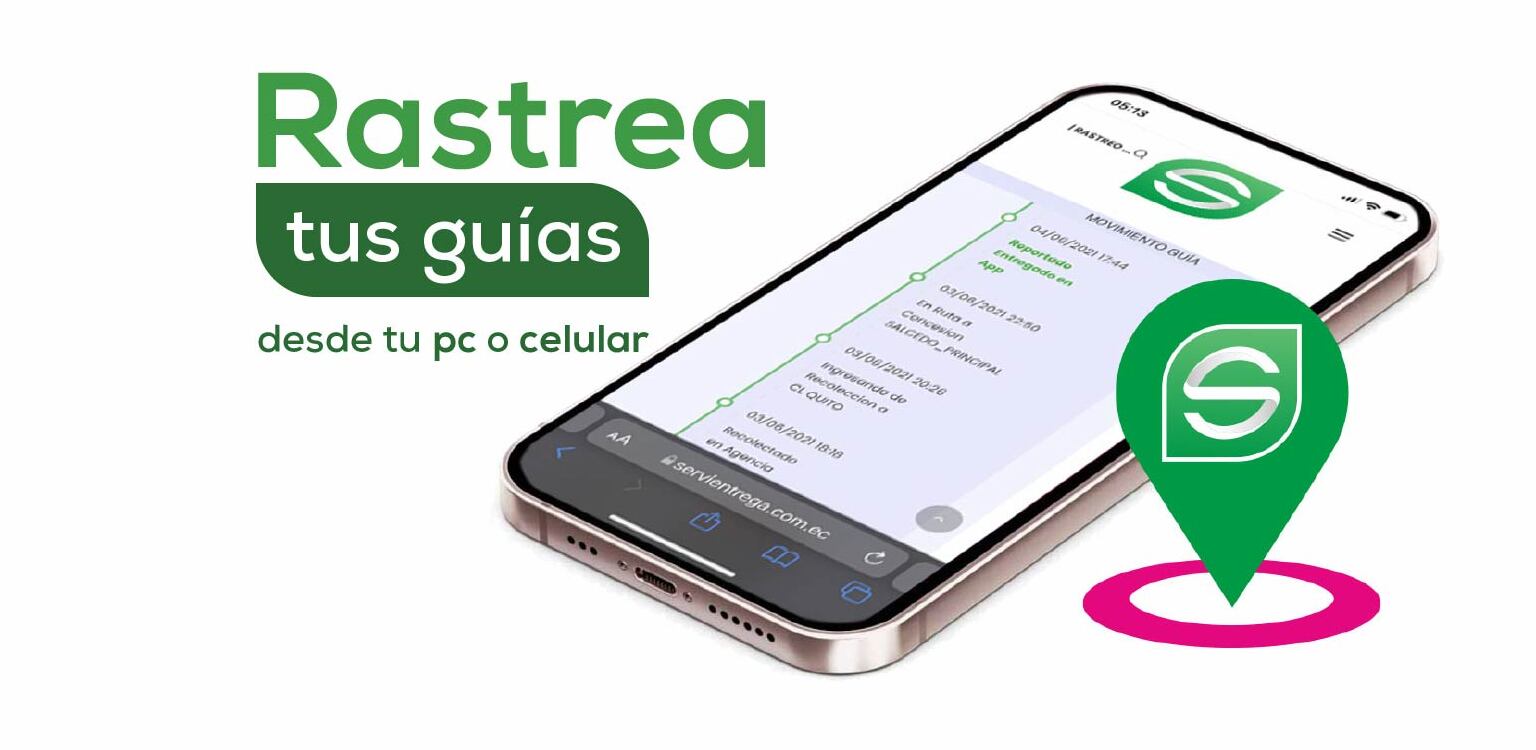 Rastrea
tus guías
desde tu pc o celular
05:13
RASTREO ...
MOVIMIENTO GUÍA
04/06/2021 17:44
Reportado
Entregado en
App
03/06/2021 22:50
En Ruta a
Concesion
SALCEDO_PRINCIPAL
03/06/2021 20:26
Ingresando de
Recoleccion a
CL QUITO
03/06/2021 18:18
Recolectado
en Agencia
AA
servientrega.com.ec
S